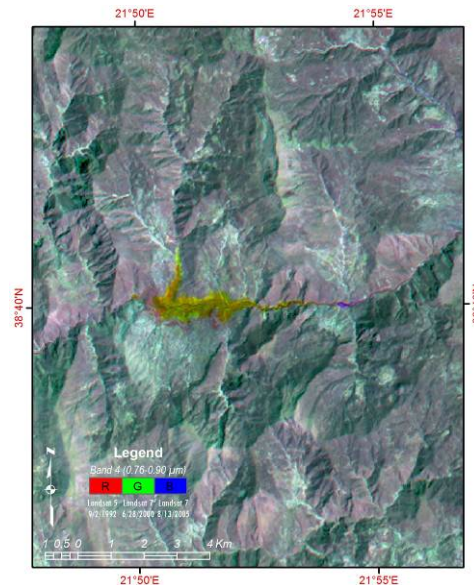 21°50'E 21°55'E
38°40'N
Legend
Band 4 (0.76-0.90 µm)
R G B
Landsat 5 Landsat 7 Landsat 7
9/2/1992 6/28/2000 8/13/2005
1 0,5 0 1 2 3 4 Km
21°50'E 21°55'E